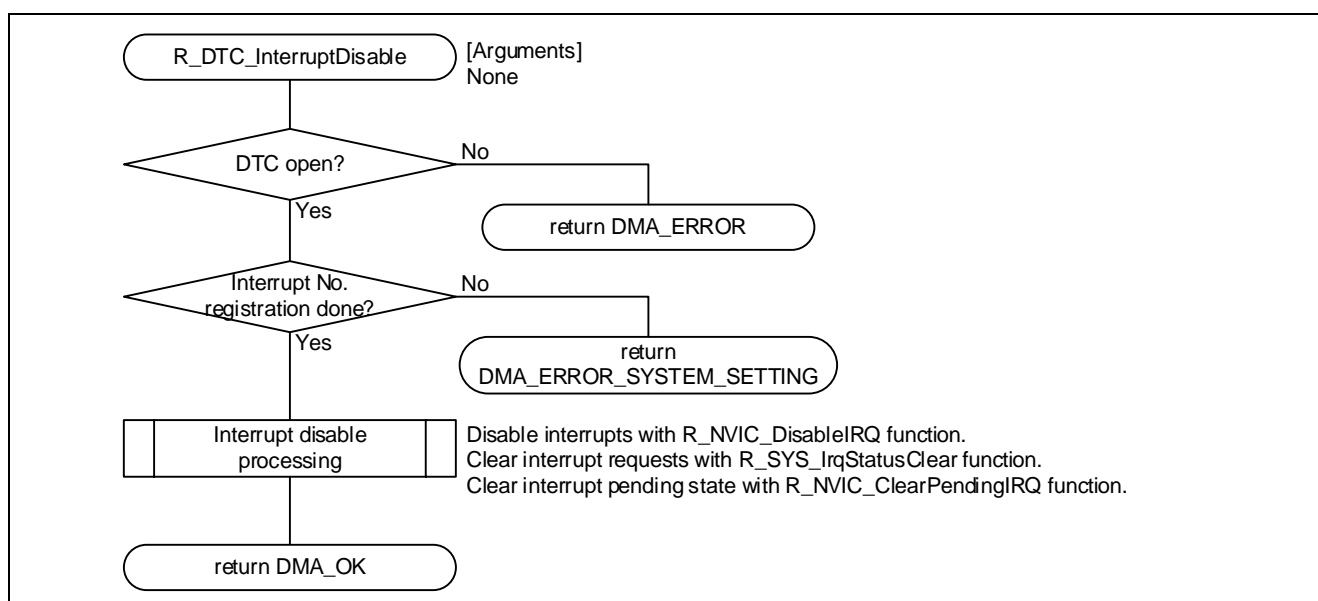 R_DTC_InterruptDisable
[Arguments]
None
DTC open?
No
Yes
return DMA_ERROR
Interrupt No.
registration done?
No
Yes
return
DMA_ERROR_SYSTEM_SETTING
Interrupt disable
processing
Disable interrupts with R_NVIC_DisableIRQ function.
Clear interrupt requests with R_SYS_IrqStatusClear function.
Clear interrupt pending state with R_NVIC_ClearPendingIRQ function.
return DMA_OK